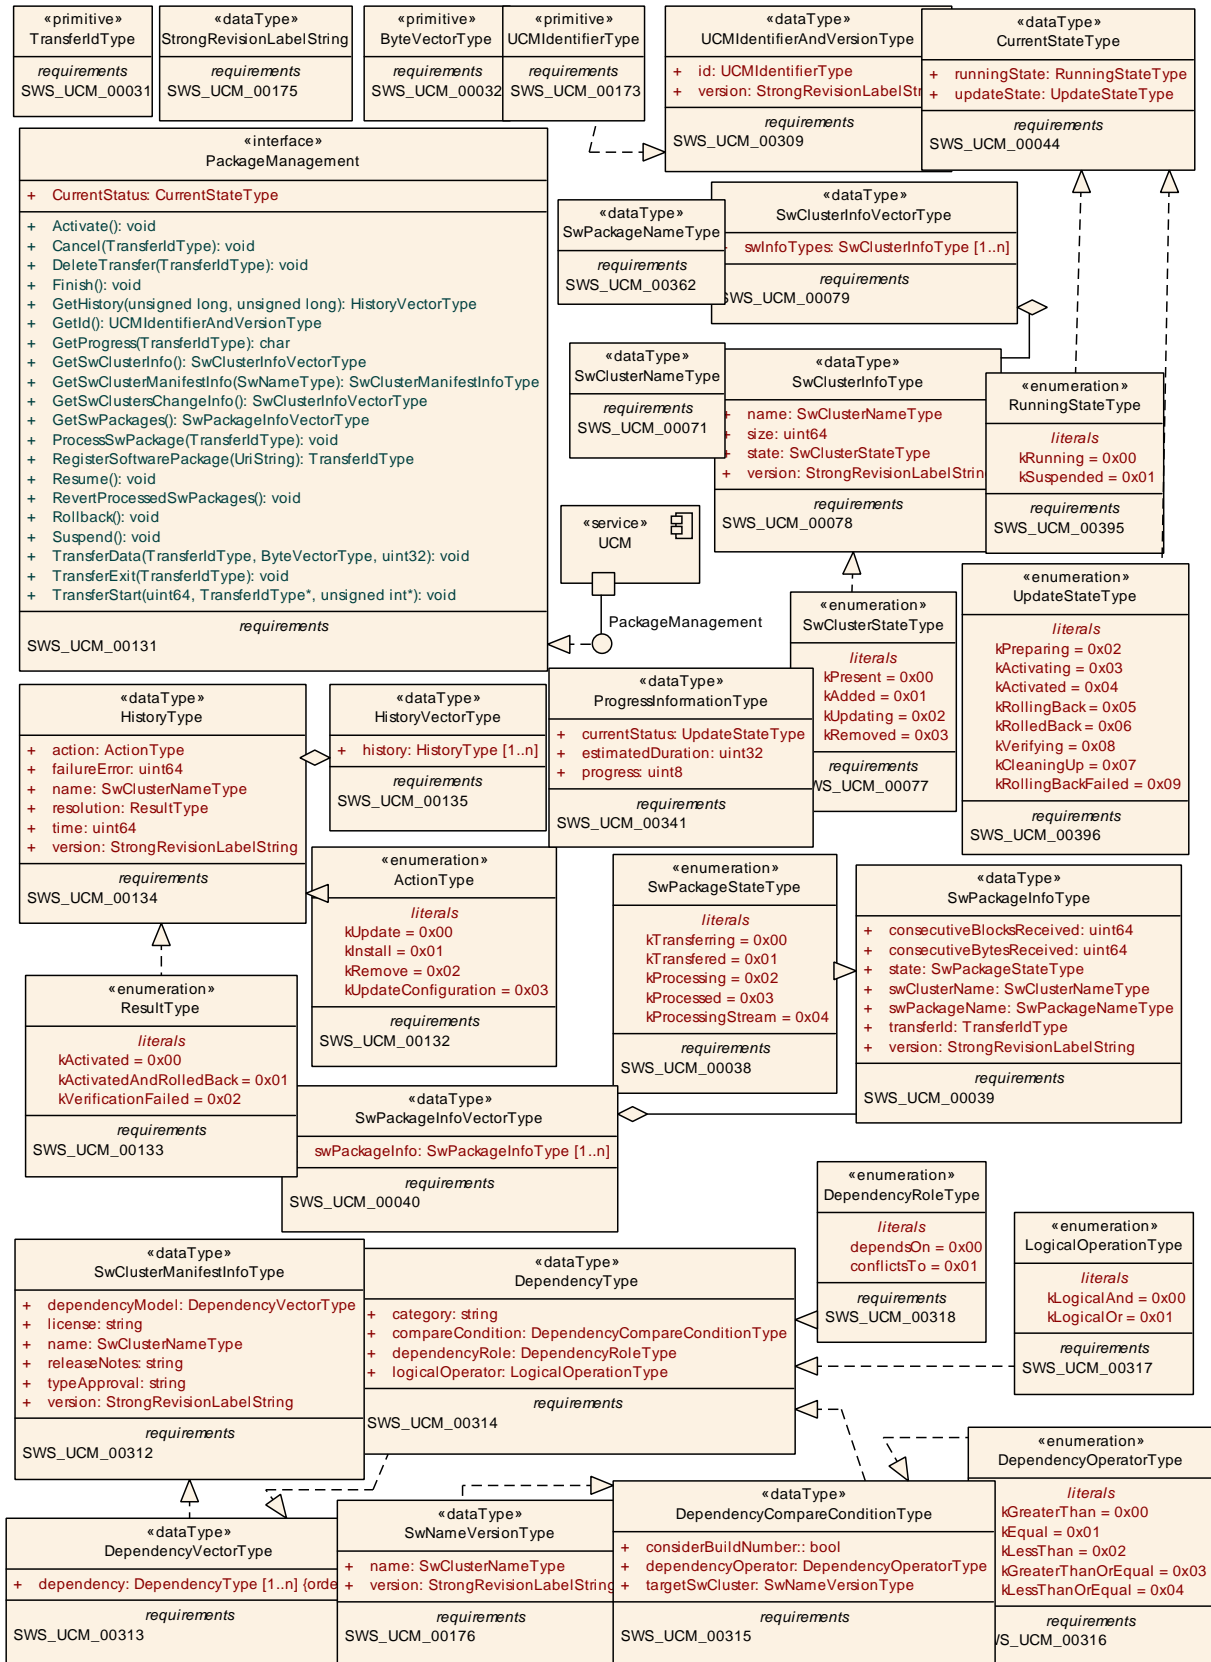 «primitive»
TransferIdType
requirements
SWS_UCM_00031
«dataType»
StrongRevisionLabelString
requirements
SWS_UCM_00175
«primitive»
ByteVectorType
requirements
SWS_UCM_00032
«primitive»
UCMIdentifierType
requirements
SWS_UCM_00173
«dataType»
UCMIdentifierAndVersionType
+ id: UCMIdentifierType
+ version: StrongRevisionLabelStr
requirements
SWS_UCM_00309
«dataType»
CurrentStateType
+ runningState: RunningStateType
+ updateState: UpdateStateType
requirements
SWS_UCM_00044
«interface»
PackageManagement
+ CurrentStatus: CurrentStateType
+ Activate(): void
+ Cancel(TransferIdType): void
+ DeleteTransfer(TransferIdType): void
+ Finish(): void
+ GetHistory(unsigned long, unsigned long): HistoryVectorType
+ GetId(): UCMIdentifierAndVersionType
+ GetProgress(TransferIdType): char
+ GetSwClusterInfo(): SwClusterInfoVectorType
+ GetSwClusterManifestInfo(SwNameType): SwClusterManifestInfoType
+ GetSwClustersChangeInfo(): SwClusterInfoVectorType
+ GetSwPackages(): SwPackageInfoVectorType
+ ProcessSwPackage(TransferIdType): void
+ RegisterSoftwarePackage(UriString): TransferIdType
+ Resume(): void
+ RevertProcessedSwPackages(): void
+ Rollback(): void
+ Suspend(): void
+ TransferData(TransferIdType, ByteVectorType, uint32): void
+ TransferExit(TransferIdType): void
+ TransferStart(uint64, TransferIdType*, unsigned int*): void
requirements
SWS_UCM_00131
«dataType»
SwPackageNameType
requirements
SWS_UCM_00362
«dataType»
SwClusterInfoVectorType
swInfoTypes: SwClusterInfoType [1..n]
requirements
SWS_UCM_00079
«dataType»
SwClusterNameType
requirements
SWS_UCM_00071
«dataType»
SwClusterInfoType
+ name: SwClusterNameType
+ size: uint64
+ state: SwClusterStateType
+ version: StrongRevisionLabelStrin
requirements
SWS_UCM_00078
«enumeration»
RunningStateType
literals
kRunning = 0x00
kSuspended = 0x01
requirements
SWS_UCM_00395
«service»
UCM
PackageManagement
«enumeration»
SwClusterStateType
literals
kPresent = 0x00
kAdded = 0x01
kUpdating = 0x02
kRemoved = 0x03
requirements
WS_UCM_00077
«enumeration»
UpdateStateType
literals
kPreparing = 0x02
kActivating = 0x03
kActivated = 0x04
kRollingBack = 0x05
kRolledBack = 0x06
kVerifying = 0x08
kCleaningUp = 0x07
kRollingBackFailed = 0x09
requirements
SWS_UCM_00396
«dataType»
HistoryType
+ action: ActionType
+ failureError: uint64
+ name: SwClusterNameType
+ resolution: ResultType
+ time: uint64
+ version: StrongRevisionLabelString
requirements
SWS_UCM_00134
«dataType»
HistoryVectorType
+ history: HistoryType [1..n]
requirements
SWS_UCM_00135
«dataType»
ProgressInformationType
+ currentStatus: UpdateStateType
+ estimatedDuration: uint32
+ progress: uint8
requirements
SWS_UCM_00341
«enumeration»
ActionType
literals
kUpdate = 0x00
kInstall = 0x01
kRemove = 0x02
kUpdateConfiguration = 0x03
requirements
SWS_UCM_00132
«enumeration»
SwPackageStateType
literals
kTransferring = 0x00
kTransfered = 0x01
kProcessing = 0x02
kProcessed = 0x03
kProcessingStream = 0x04
requirements
SWS_UCM_00038
«dataType»
SwPackageInfoType
+ consecutiveBlocksReceived: uint64
+ consecutiveBytesReceived: uint64
+ state: SwPackageStateType
+ swClusterName: SwClusterNameType
+ swPackageName: SwPackageNameType
+ transferId: TransferIdType
+ version: StrongRevisionLabelString
requirements
SWS_UCM_00039
«enumeration»
ResultType
literals
kActivated = 0x00
kActivatedAndRolledBack = 0x01
kVerificationFailed = 0x02
requirements
SWS_UCM_00133
«dataType»
SwPackageInfoVectorType
swPackageInfo: SwPackageInfoType [1..n]
requirements
SWS_UCM_00040
«enumeration»
DependencyRoleType
literals
dependsOn = 0x00
conflictsTo = 0x01
requirements
SWS_UCM_00318
«enumeration»
LogicalOperationType
literals
kLogicalAnd = 0x00
kLogicalOr = 0x01
requirements
SWS_UCM_00317
«dataType»
SwClusterManifestInfoType
+ dependencyModel: DependencyVectorType
+ license: string
+ name: SwClusterNameType
+ releaseNotes: string
+ typeApproval: string
+ version: StrongRevisionLabelString
requirements
SWS_UCM_00312
«dataType»
DependencyType
+ category: string
+ compareCondition: DependencyCompareConditionType
+ dependencyRole: DependencyRoleType
+ logicalOperator: LogicalOperationType
requirements
SWS_UCM_00314
«enumeration»
DependencyOperatorType
literals
kGreaterThan = 0x00
kEqual = 0x01
kLessThan = 0x02
kGreaterThanOrEqual = 0x03
kLessThanOrEqual = 0x04
requirements
WS_UCM_00316
«dataType»
DependencyVectorType
+ dependency: DependencyType [1..n] {orde
requirements
SWS_UCM_00313
«dataType»
SwNameVersionType
+ name: SwClusterNameType
+ version: StrongRevisionLabelString
requirements
SWS_UCM_00176
«dataType»
DependencyCompareConditionType
+ considerBuildNumber:: bool
+ dependencyOperator: DependencyOperatorType
+ targetSwCluster: SwNameVersionType
requirements
SWS_UCM_00315